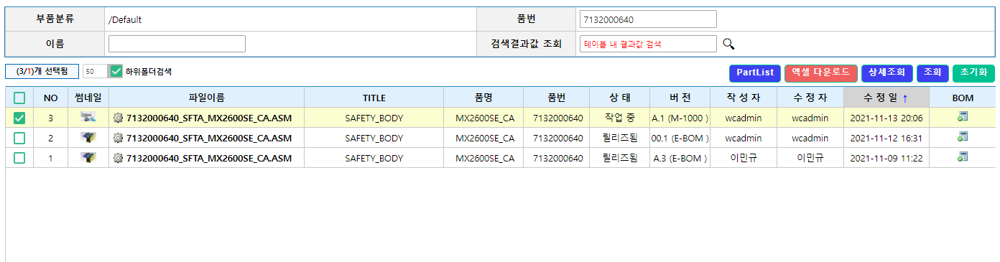 부품분류 /Default 품번 7132000640
이름 검색결과값 조회 테이블 내 결과값 검색
(3/1)개 선택됨 50 하위폴더검색 PartList 엑셀 다운로드 상세조회 조회 초기화
NO 썸네일 파일이름 TITLE 품명 품번 상 태 버 전 작 성 자 수 정 자 수 정 일 ↑ BOM
3 7132000640_SFTA_MX2600SE_CA.ASM SAFETY_BODY MX2600SE_CA 7132000640 작업 중 A.1 (M-1000 ) wcadmin wcadmin 2021-11-13 20:06
2 7132000640_SFTA_MX2600SE_CA.ASM SAFETY_BODY MX2600SE_CA 7132000640 릴리즈됨 00.1 (E-BOM ) wcadmin wcadmin 2021-11-12 16:31
1 7132000640_SFTA_MX2600SE_CA.ASM SAFETY_BODY MX2600SE_CA 7132000640 릴리즈됨 A.3 (E-BOM ) 이민규 이민규 2021-11-09 11:22